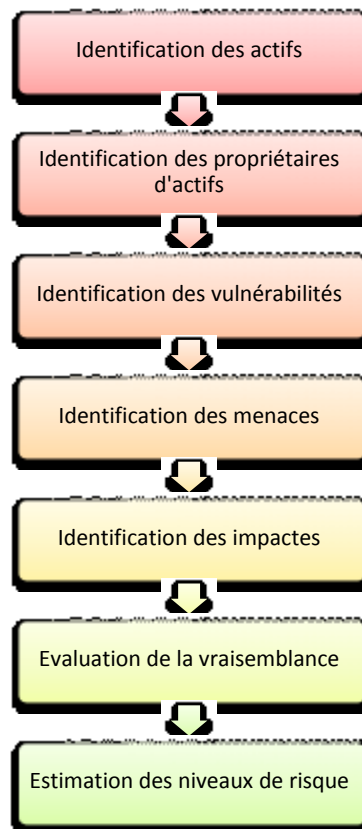 Identification des actifs
Identification des propriétaires
d'actifs
Identification des vulnérabilités
Identification des menaces
Identification des impactes
Evaluation de la vraisemblance
Estimation des niveaux de risque